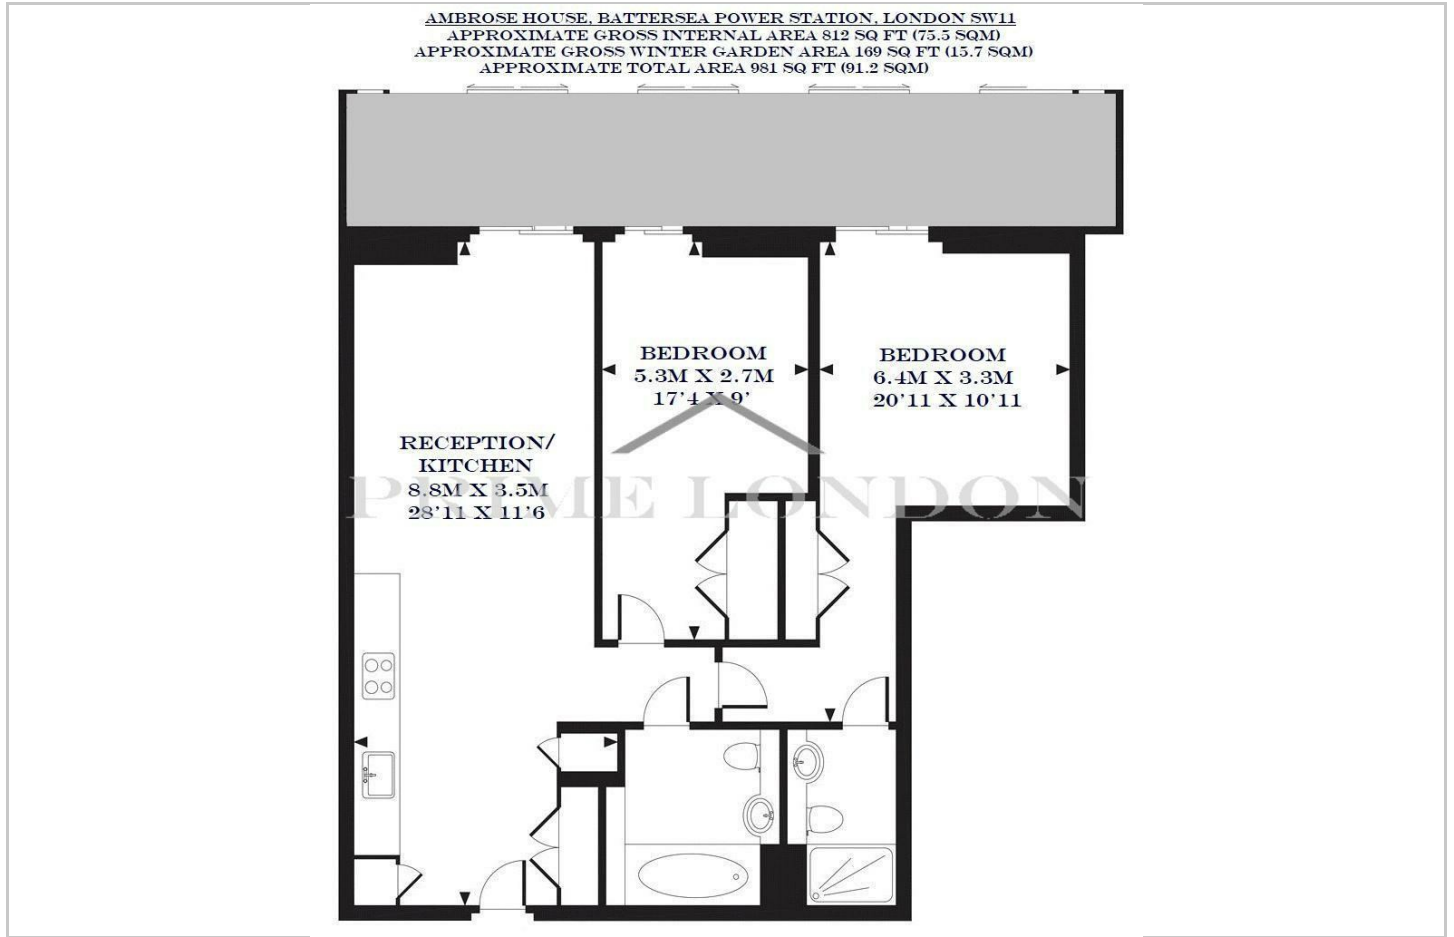 AMBROSE HOUSE, BATTERSEA POWER STATION, LONDON SW11
APPROXIMATE GROSS INTERNAL AREA 812 SQ FT (75.5 SQM)
APPROXIMATE GROSS WINTER GARDEN AREA 169 SQ FT (15.7 SQM)
APPROXIMATE TOTAL AREA 981 SQ FT (91.2 SQM)
BEDROOM
5.3M X 2.7M
17'4 X 9'
BEDROOM
6.4M X 3.3M
20'11 X 10'11
RECEPTION/
KITCHEN
8.8M X 3.5M
28'11 X 11'6
PRIME LONDON